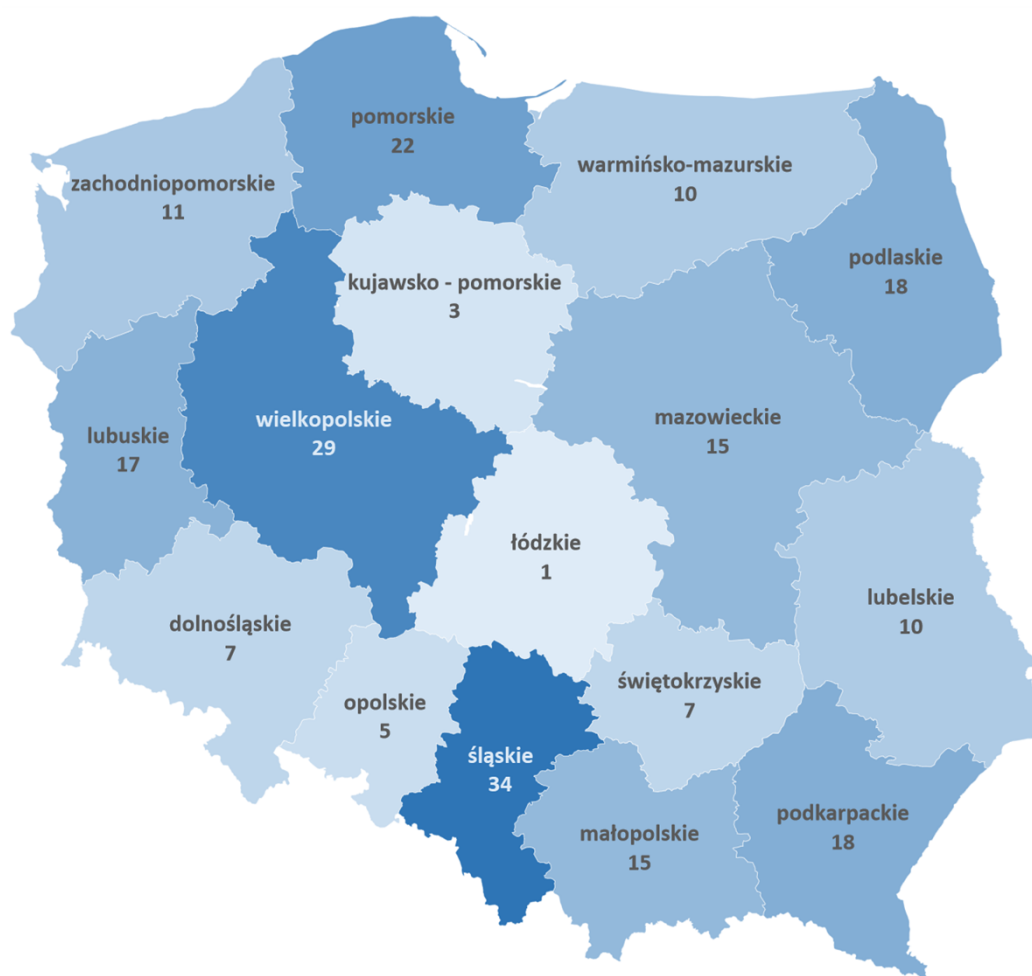 pomorskie
22
zachodniopomorskie
11
warmińsko-mazurskie
10
podlaskie
18
kujawsko - pomorskie
3
wielkopolskie
29
mazowieckie
15
lubuskie
17
łódzkie
1
lubelskie
10
dolnośląskie
7
opolskie
5
świętokrzyskie
7
śląskie
34
małopolskie
15
podkarpackie
18